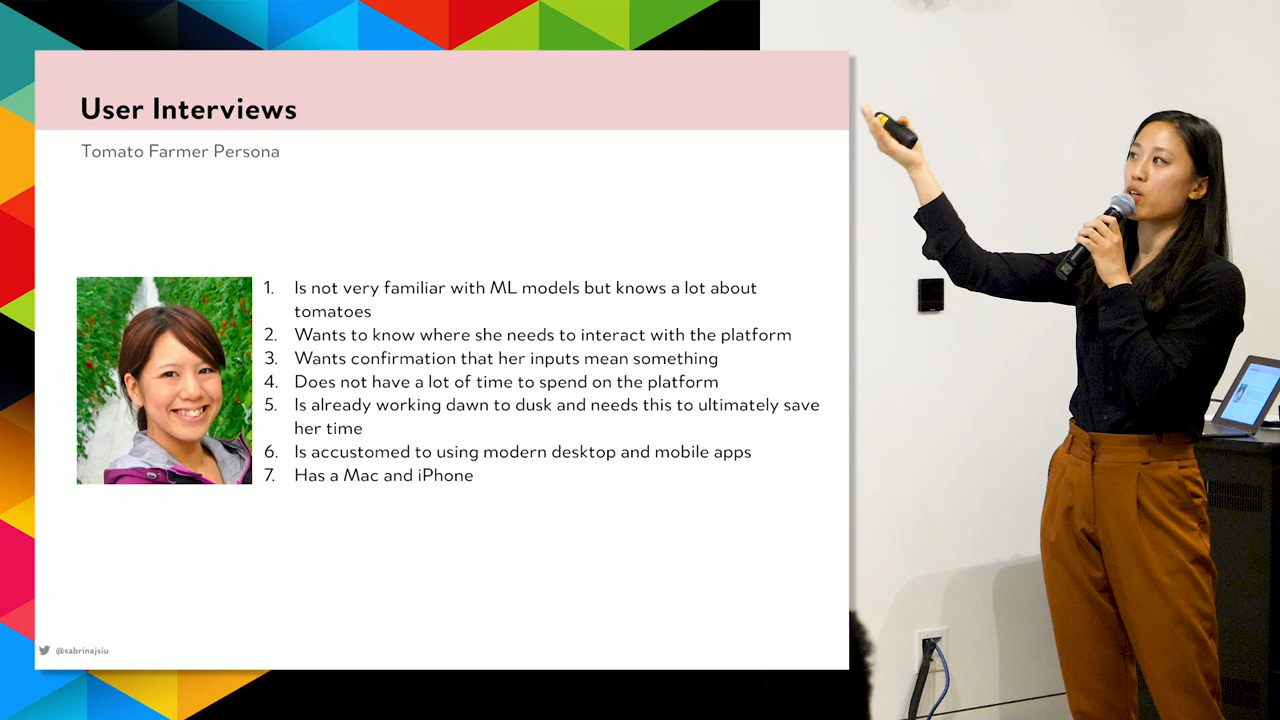 User Interviews
Tomato Farmer Persona
1. Is not very familiar with ML models but knows a lot about
tomatoes
2. Wants to know where she needs to interact with the platform
3. Wants confirmation that her inputs mean something
4. Does not have a lot of time to spend on the platform
5. Is already working dawn to dusk and needs this to ultimately save
her time
6. Is accustomed to using modern desktop and mobile apps
7. Has a Mac and iPhone
@sabrinajsiu